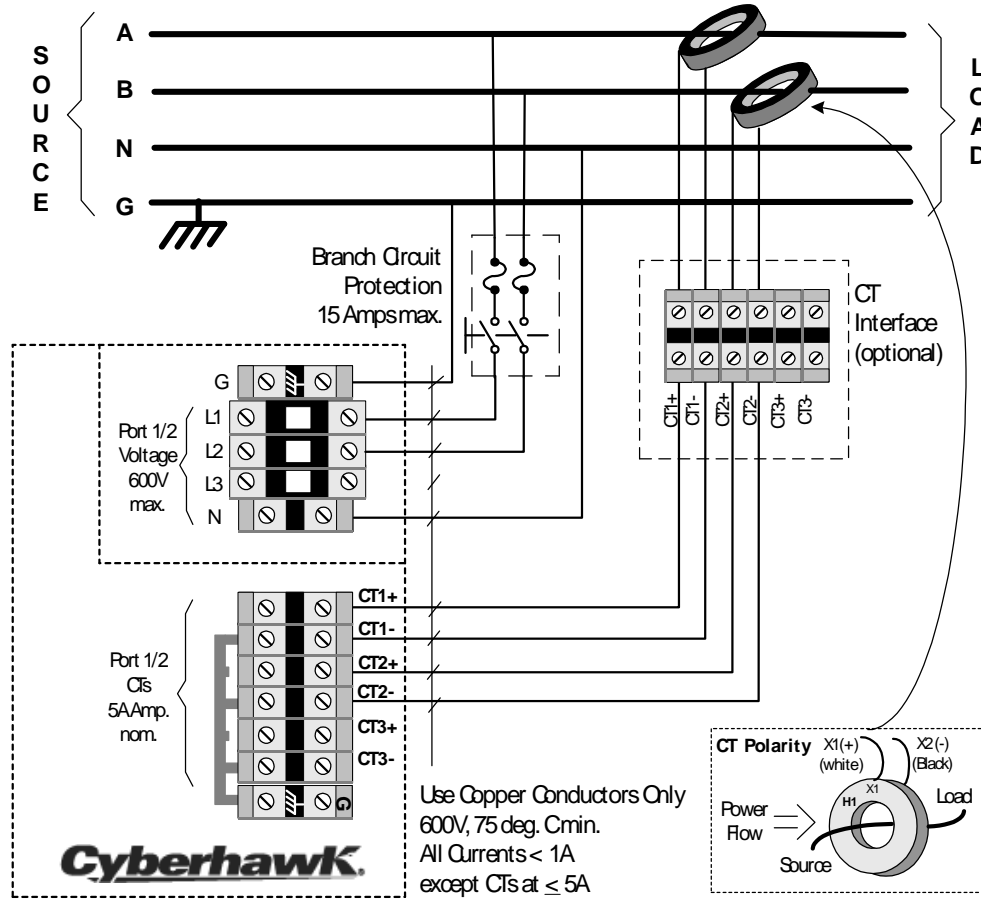 SOURCE
A
B
N
G
LOAD
Branch Circuit
Protection
15 Amps max.
CT
Interface
(optional)
CT1+
CT1-
CT2+
CT2-
CT3+
CT3-
G
L1
L2
L3
N
Port 1/2
Voltage
600V
max.
CT1+
CT1-
CT2+
CT2-
CT3+
CT3-
G
Port 1/2
CTs
5A Amp.
nom.
Cyberhawk.
Use Copper Conductors Only
600V, 75 deg. C min.
All Currents < 1A
except CTs at ≤ 5A
CT Polarity
X1(+)
(white)
X2(-)
(Black)
H1
X1
Power
Flow
Source
Load